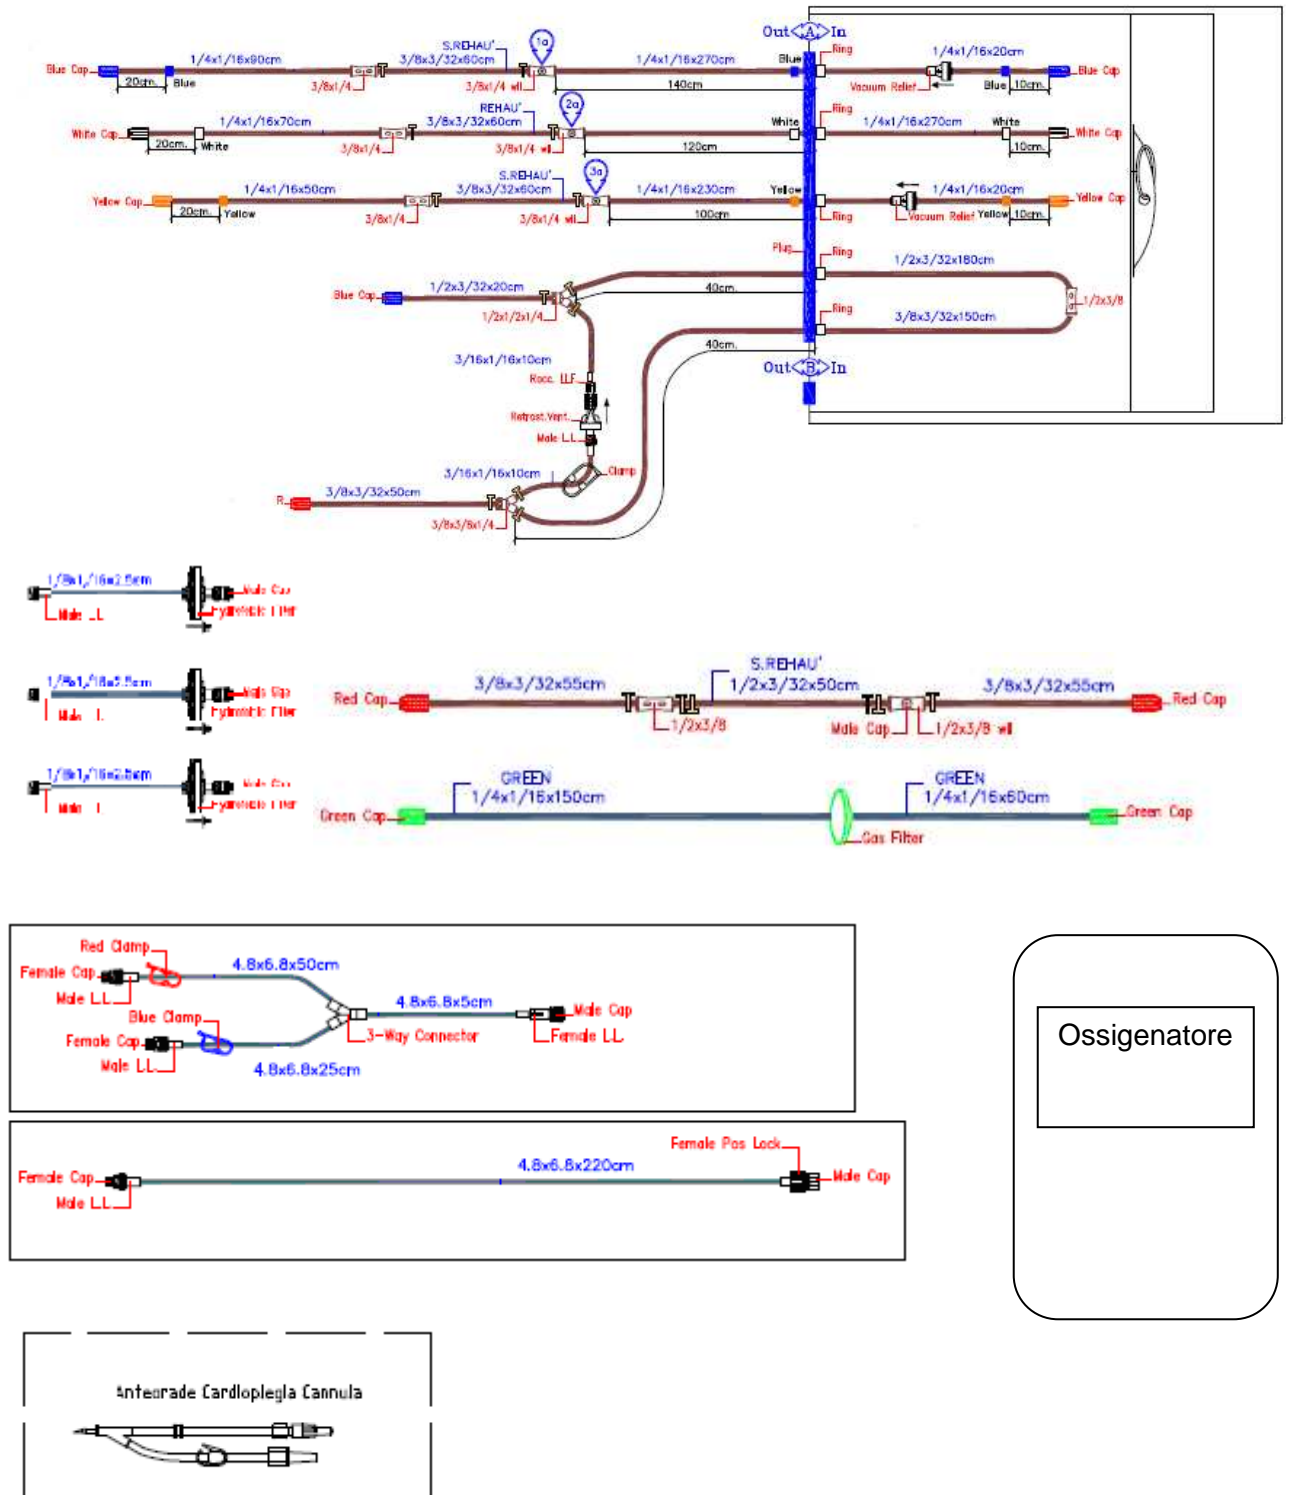 Out A In
S.REHAU'
1/4x1/16x90cm
3/8x3/32x60cm
1a
1/4x1/16x270cm
Blue
Ring
1/4x1/16x20cm
Blue Cap
20cm.
Blue
3/8x1/4
3/8x1/4 wll
140cm
Vacuum Relief
Blue
10cm.
Blue Cap
REHAU'
1/4x1/16x70cm
3/8x3/32x60cm
2a
White
Ring
1/4x1/16x270cm
White
White Cap
20cm.
White
3/8x1/4
3/8x1/4 wll
120cm
10cm.
White Cap
S.REHAU'
1/4x1/16x50cm
3/8x3/32x60cm
3a
1/4x1/16x230cm
Yellow
1/4x1/16x20cm
Yellow Cap
20cm.
Yellow
3/8x1/4
3/8x1/4 wll
100cm
Ring
Vacuum Relief
Yellow
10cm.
Yellow Cap
Plug
Ring
1/2x3/32x180cm
Blue Cap
1/2x3/32x20cm
40cm.
1/2x1/2x1/4
Ring
3/8x3/32x150cm
1/2x3/8
40cm.
3/16x1/16x10cm
Out B In
Racc. LLF
Retrost.Vent.
Male L.L.
3/16x1/16x10cm
Clamp
R
3/8x3/32x50cm
3/8x3/8x1/4
Male Cap
Male Cap
S.REHAU'
3/8x3/32x55cm
1/2x3/32x50cm
3/8x3/32x55cm
Red Cap
1/2x3/8
Male Cap
1/2x3/8 wll
Red Cap
Male Cap
GREEN
1/4x1/16x150cm
GREEN
1/4x1/16x60cm
Green Cap
Gas Filter
Green Cap
Red Clamp
Female Cap
4.8x6.8x50cm
Male L.L.
Blue Clamp
4.8x6.8x5cm
Male Cap
Female Cap
3-Way Connector
Female L.L.
Male L.L.
4.8x6.8x25cm
Ossigenatore
Female Pos Lock
Female Cap
4.8x6.8x220cm
Male Cap
Male L.L.
Cardioplegia Cannula